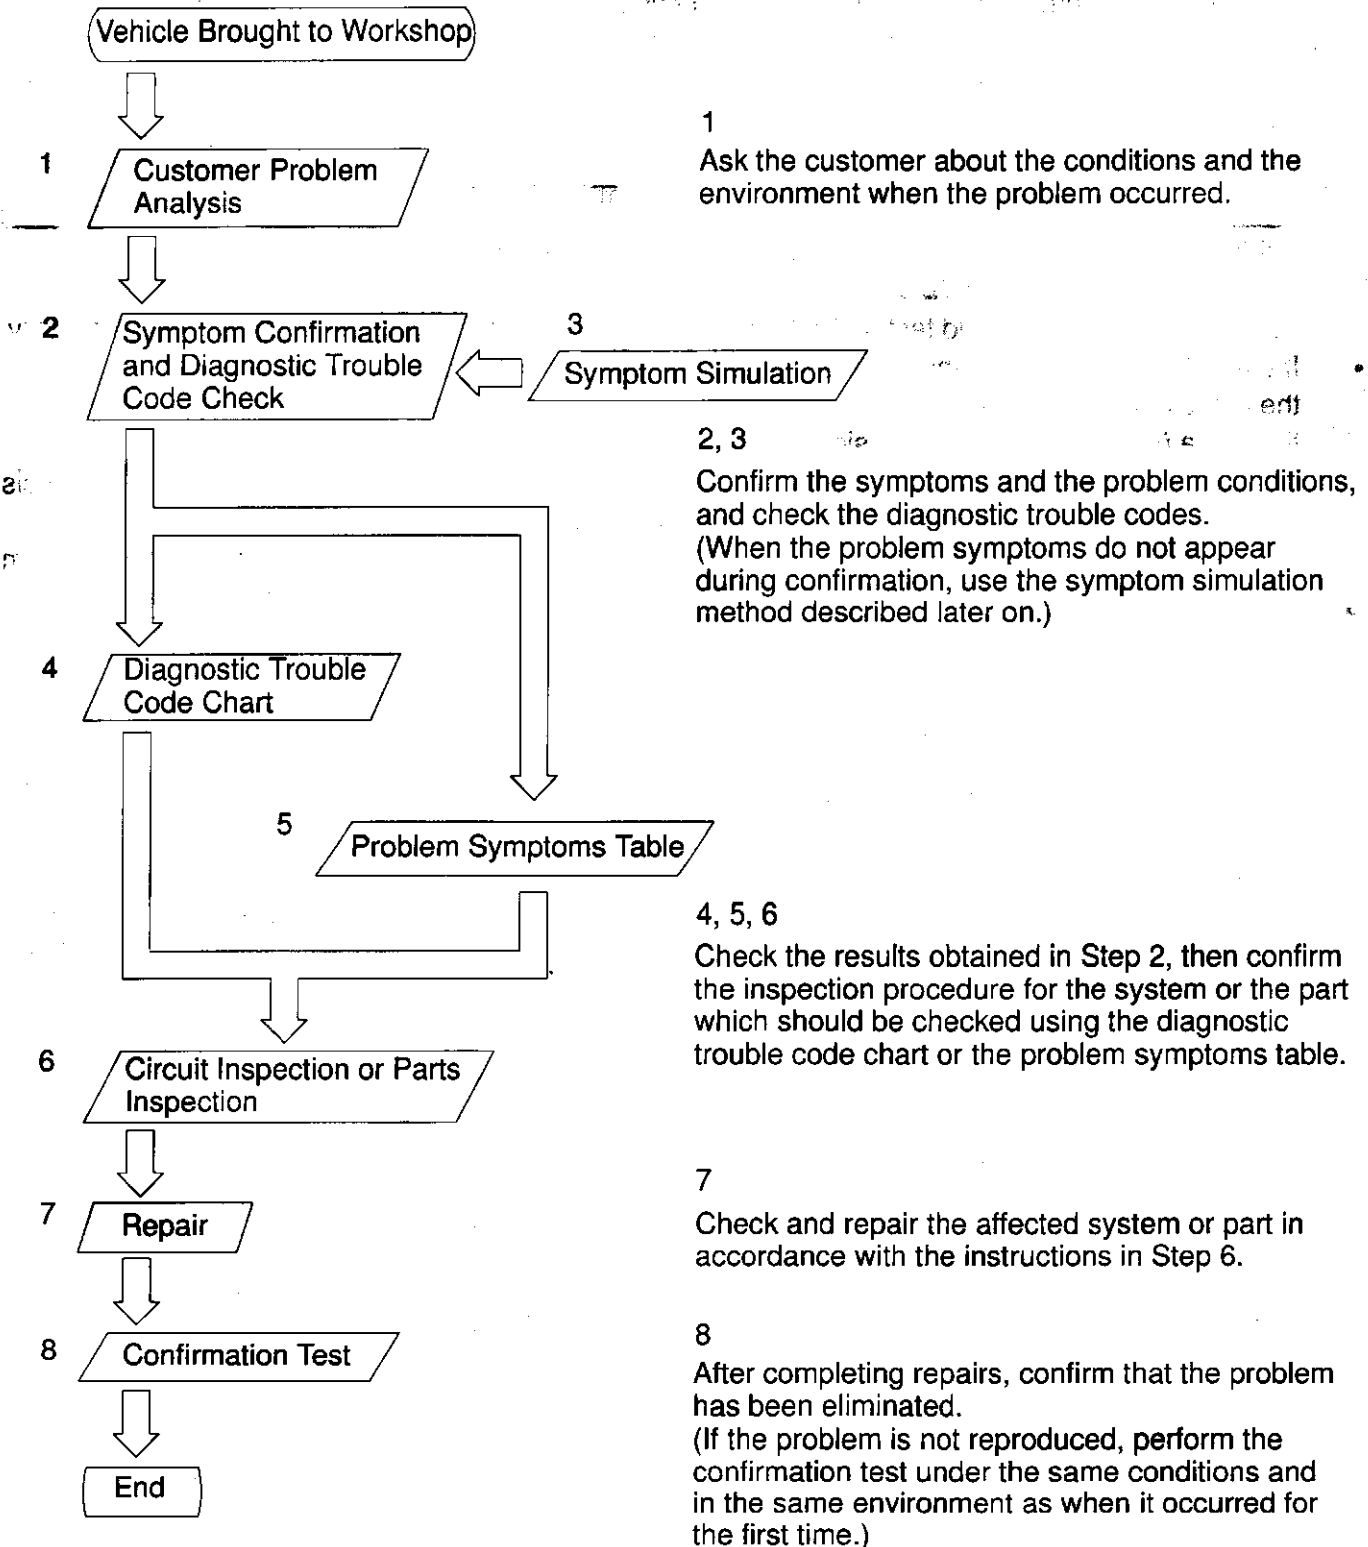 Vehicle Brought to Workshop
1
Customer Problem
Analysis
1
Ask the customer about the conditions and the
environment when the problem occurred.
2
Symptom Confirmation
and Diagnostic Trouble
Code Check
3
Symptom Simulation
2, 3
Confirm the symptoms and the problem conditions,
and check the diagnostic trouble codes.
(When the problem symptoms do not appear
during confirmation, use the symptom simulation
method described later on.)
4
Diagnostic Trouble
Code Chart
5
Problem Symptoms Table
4, 5, 6
Check the results obtained in Step 2, then confirm
the inspection procedure for the system or the part
which should be checked using the diagnostic
trouble code chart or the problem symptoms table.
6
Circuit Inspection or Parts
Inspection
7
Repair
7
Check and repair the affected system or part in
accordance with the instructions in Step 6.
8
Confirmation Test
8
After completing repairs, confirm that the problem
has been eliminated.
(If the problem is not reproduced, perform the
confirmation test under the same conditions and
in the same environment as when it occurred for
the first time.)
End